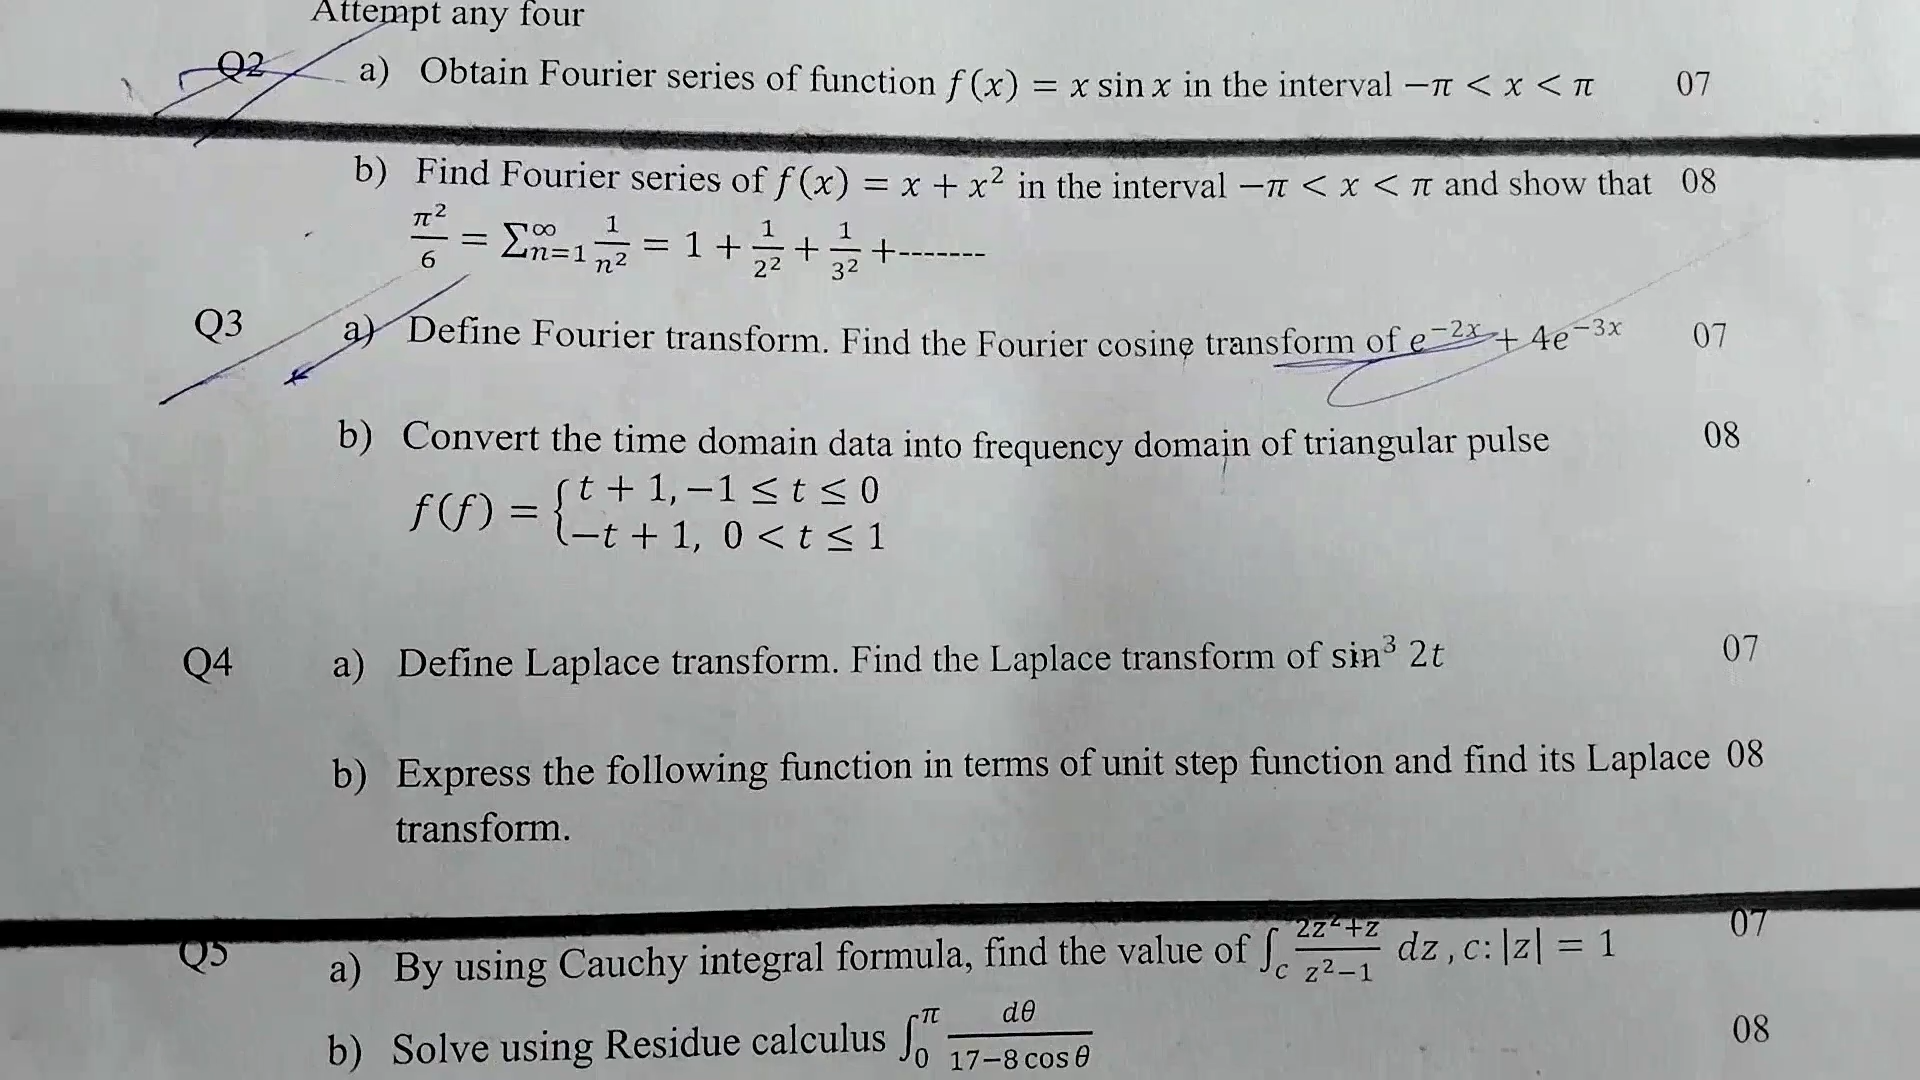 Attempt any four
Q2 a) Obtain Fourier series of function f(x) = x sin x in the interval −π < x < π 07
b) Find Fourier series of f(x) = x + x² in the interval −π < x < π and show that 08
π²/6 = ∑ₙ₌₁^∞ 1/n² = 1 + 1/2² + 1/3² +-------
Q3 a) Define Fourier transform. Find the Fourier cosine transform of e⁻²ˣ + 4e⁻³ˣ 07
b) Convert the time domain data into frequency domain of triangular pulse 08
f(f) = { t + 1, −1 ≤ t ≤ 0
−t + 1, 0 < t ≤ 1
Q4 a) Define Laplace transform. Find the Laplace transform of sin³ 2t 07
b) Express the following function in terms of unit step function and find its Laplace 08
transform.
Q5 a) By using Cauchy integral formula, find the value of ∫_c (2z²+z)/(z²−1) dz , c: |z| = 1 07
b) Solve using Residue calculus ∫₀^π dθ/(17−8 cos θ) 08